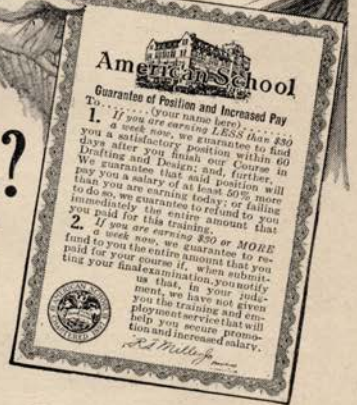 ?
American School
Guarantee of Position and Increased Pay
To........(your name here)........
1. If you are earning LESS than $30
a week now, we guarantee to find
you a satisfactory position within 60
days after you finish our Course in
Drafting and Design; and, further,
We guarantee that said position will
pay you a salary of at least 50% more
than you are earning today; or failing
to do so, we guarantee to refund to you
immediately the entire amount that
you paid for this training.
2. If you are earning $30 or MORE
a week now, we guarantee to re-
fund to you the entire amount that you
paid for your course if, when submit-
ting your final examination, you notify
us that, in your judg-
ment, we have not given
you the training and em-
ployment service that will
help you secure promo-
tion and increased salary.
AMERICAN SCHOOL